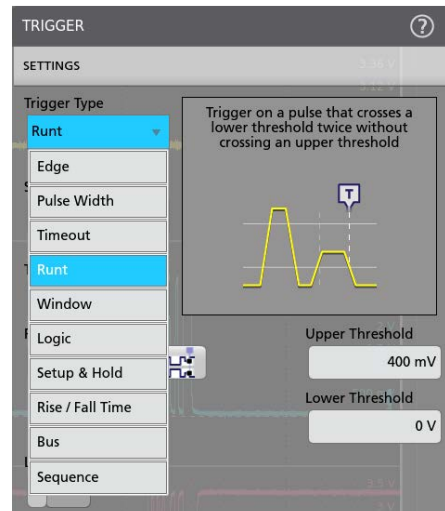 TRIGGER
?
SETTINGS
3.36 V
Trigger Type
Runt
Trigger on a pulse that crosses a
lower threshold twice without
crossing an upper threshold
T
Edge
Pulse Width
Timeout
Runt
Window
Logic
Setup & Hold
Rise / Fall Time
Bus
Sequence
Upper Threshold
400 mV
Lower Threshold
0 V